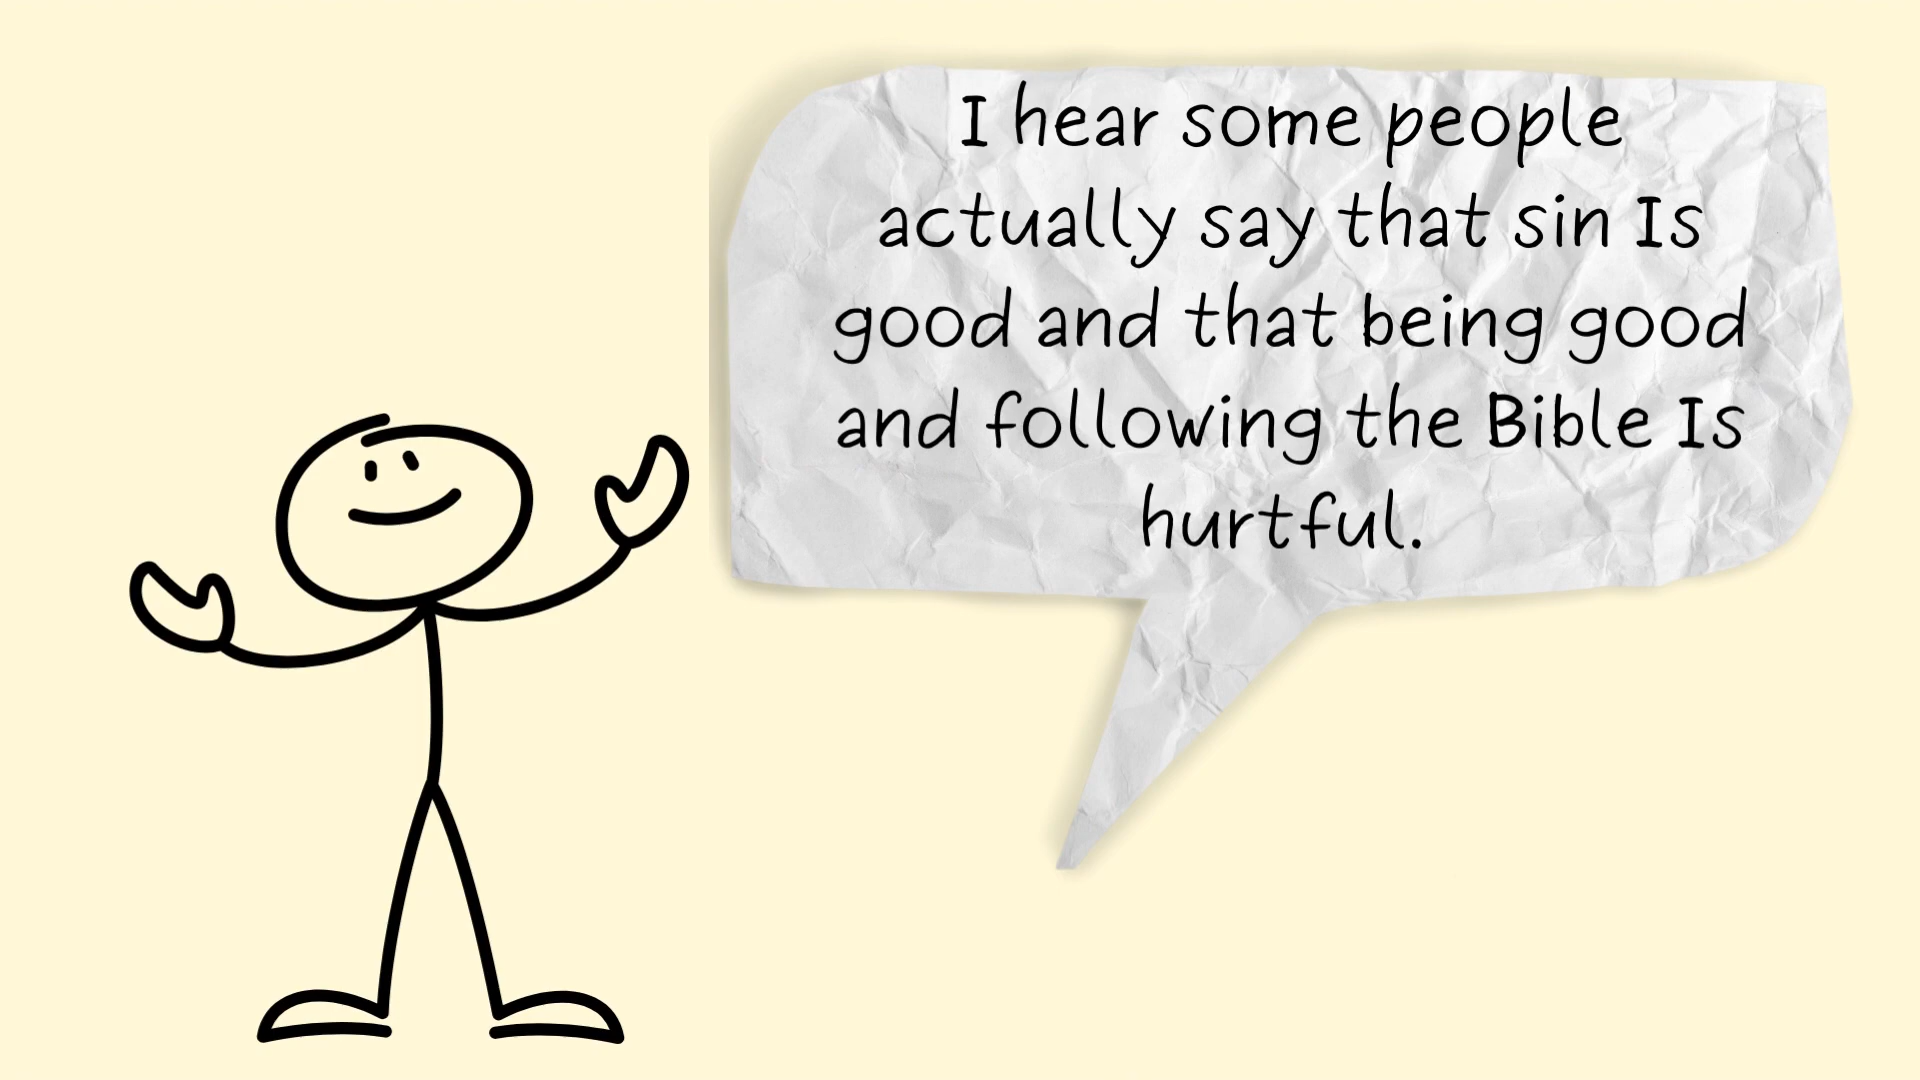 I hear some people
actually say that sin Is
good and that being good
and following the Bible Is
hurtful.